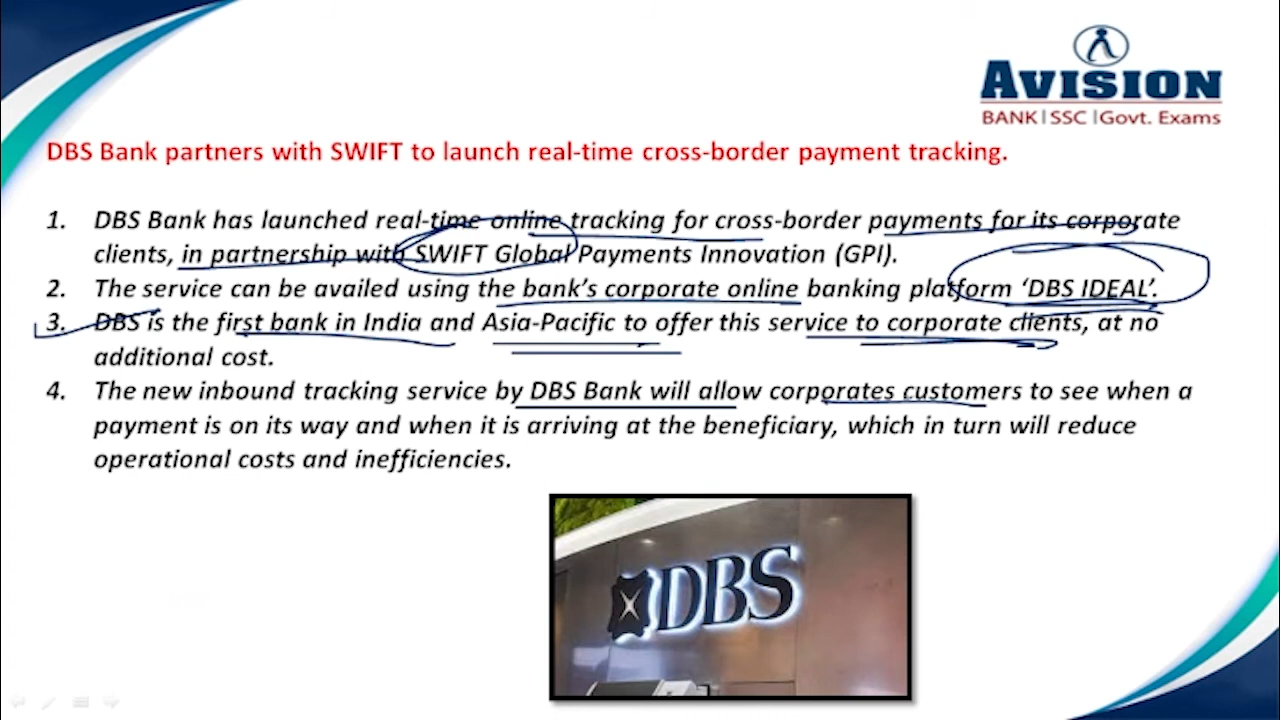 AVISION
BANK|SSC|Govt. Exams
DBS Bank partners with SWIFT to launch real-time cross-border payment tracking.
1. DBS Bank has launched real-time online tracking for cross-border payments for its corporate
clients, in partnership with SWIFT Global Payments Innovation (GPI).
2. The service can be availed using the bank's corporate online banking platform ‘DBS IDEAL’.
3. DBS is the first bank in India and Asia-Pacific to offer this service to corporate clients, at no
additional cost.
4. The new inbound tracking service by DBS Bank will allow corporates customers to see when a
payment is on its way and when it is arriving at the beneficiary, which in turn will reduce
operational costs and inefficiencies.
DBS